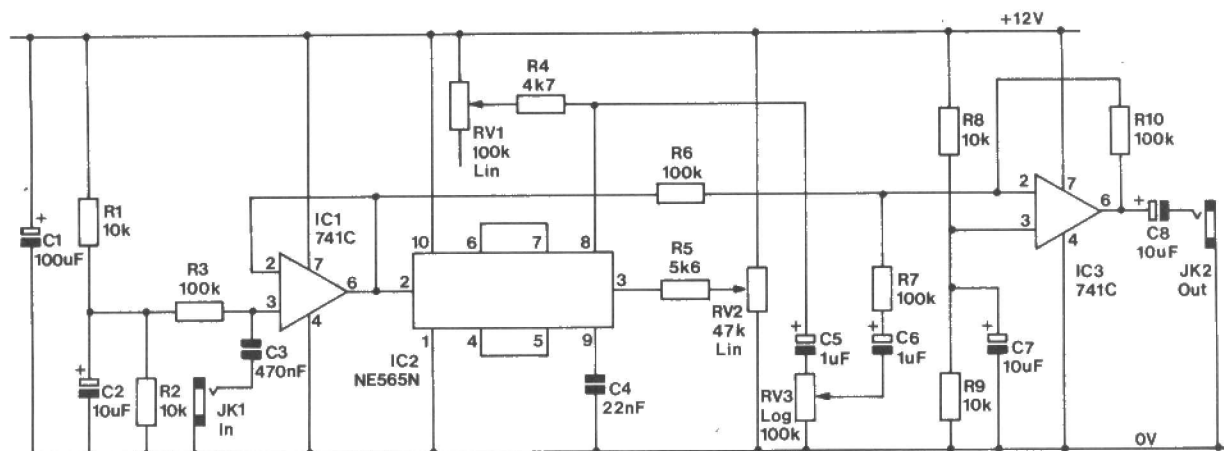 +12V
R4
4k7
RV1
100k
Lin
R8
10k
R10
100k
R6
100k
+
C1
100uF
R1
10k
IC1
741C
2
7
3
6
4
R3
100k
10
6
7
8
2
3
1
4
5
9
IC2
NE565N
R5
5k6
RV2
47k
Lin
2
7
3
6
4
IC3
741C
+
C8
10uF
JK2
Out
R7
100k
+
C2
10uF
R2
10k
C3
470nF
JK1
In
C4
22nF
+
C5
1uF
+
C6
1uF
RV3
Log
100k
+
C7
10uF
R9
10k
0V